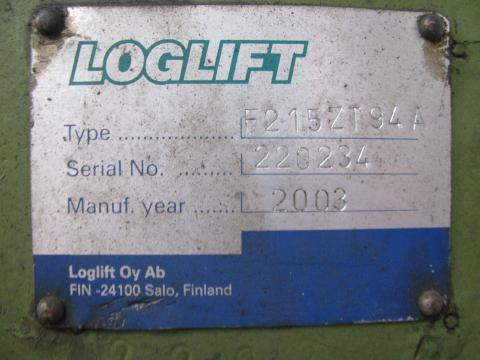 LOGLIFT
Type .................... F215ZT94A
Serial No. ......... 220234
Manuf. year ....... 2003
Loglift Oy Ab
FIN -24100 Salo, Finland